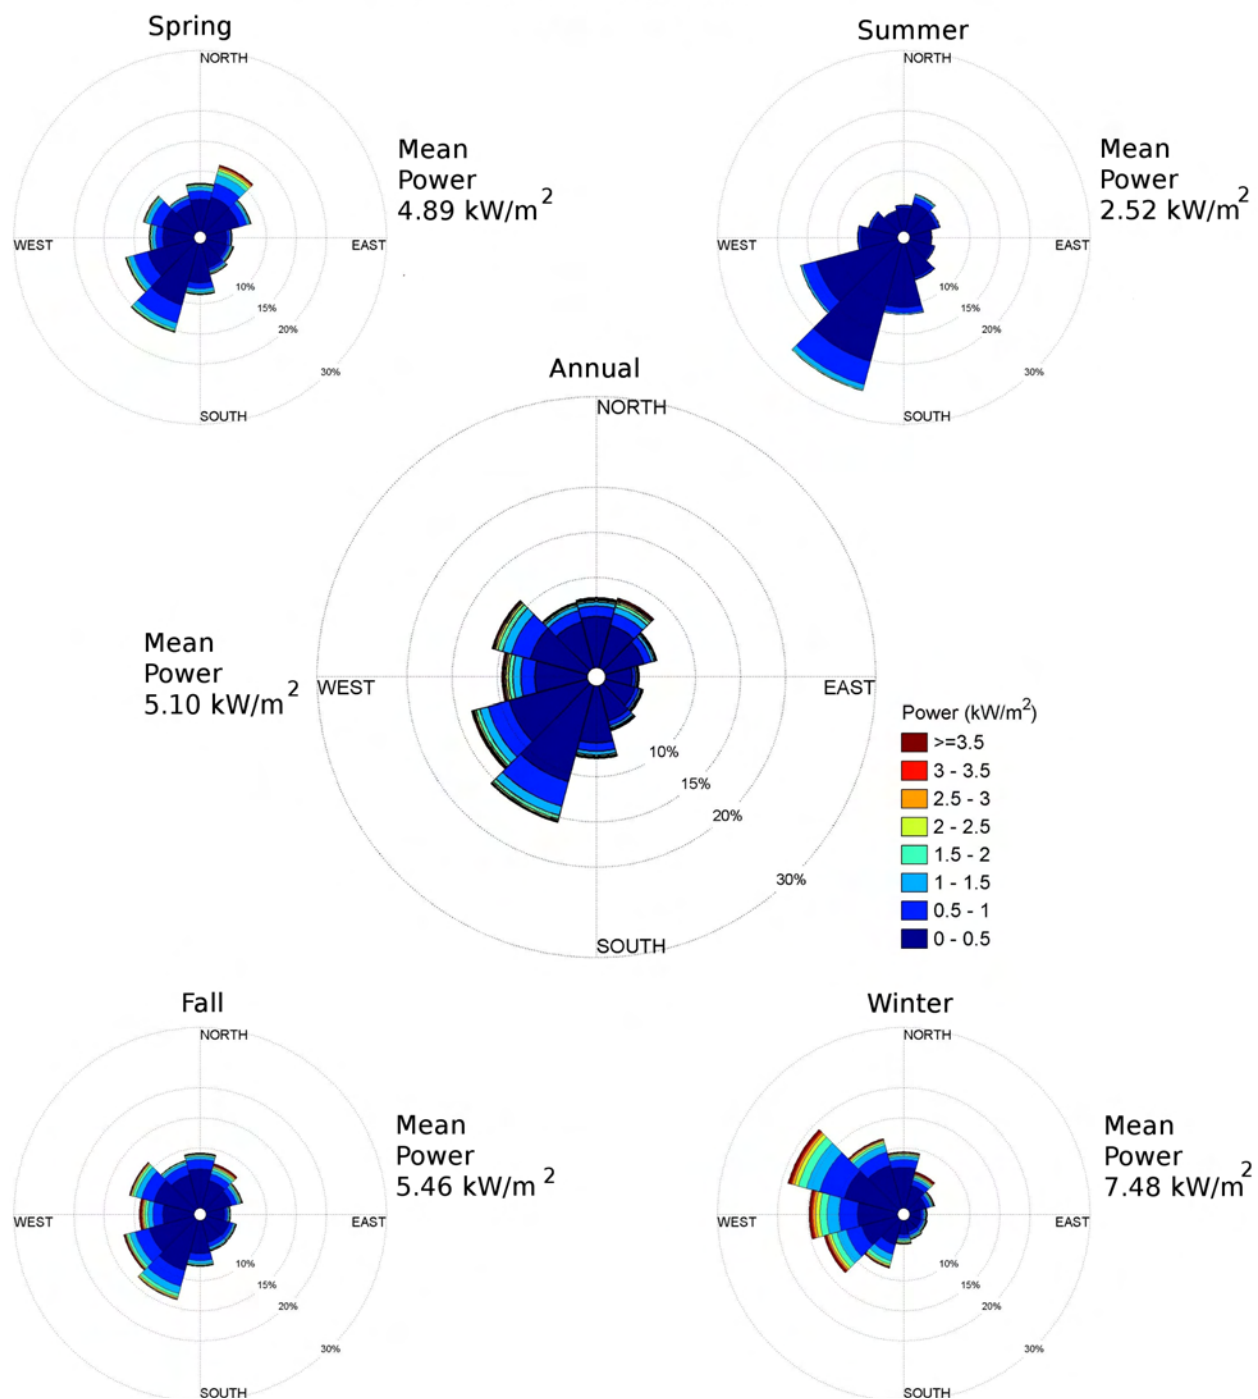 Spring
NORTH
WEST
EAST
SOUTH
10%
15%
20%
30%
Mean
Power
4.89 kW/m²
Summer
NORTH
WEST
EAST
SOUTH
10%
15%
20%
30%
Mean
Power
2.52 kW/m²
Annual
NORTH
WEST
EAST
SOUTH
10%
15%
20%
30%
Mean
Power
5.10 kW/m²
Power (kW/m²)
>=3.5
3 - 3.5
2.5 - 3
2 - 2.5
1.5 - 2
1 - 1.5
0.5 - 1
0 - 0.5
Fall
NORTH
WEST
EAST
SOUTH
10%
15%
20%
30%
Mean
Power
5.46 kW/m²
Winter
NORTH
WEST
EAST
SOUTH
10%
15%
20%
30%
Mean
Power
7.48 kW/m²